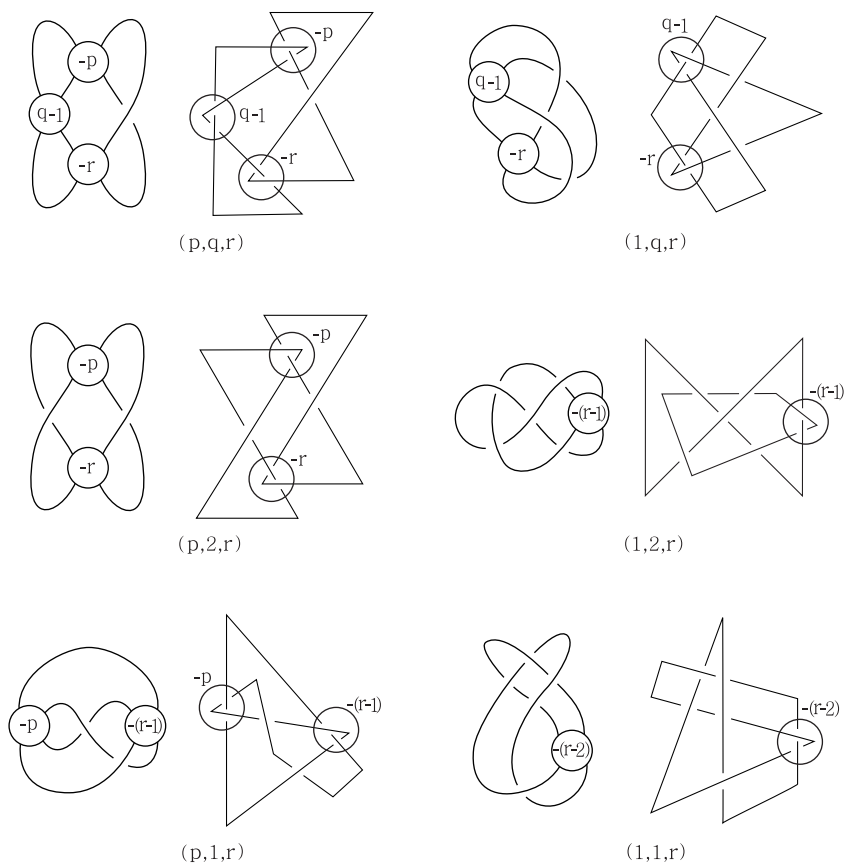 -p
-p
q-1
q-1
-r
-r
(p,q,r)
q-1
q-1
-r
-r
(1,q,r)
-p
-p
-r
-r
(p,2,r)
-(r-1)
-(r-1)
(1,2,r)
-p
-(r-1)
-p
-(r-1)
(p,1,r)
-(r-2)
-(r-2)
(1,1,r)